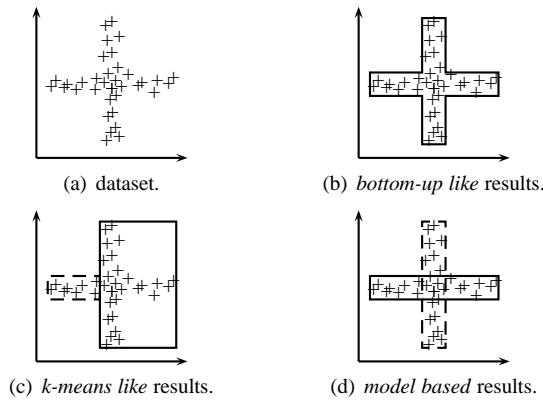 (a) dataset.
(b) bottom-up like results.
(c) k-means like results.
(d) model based results.